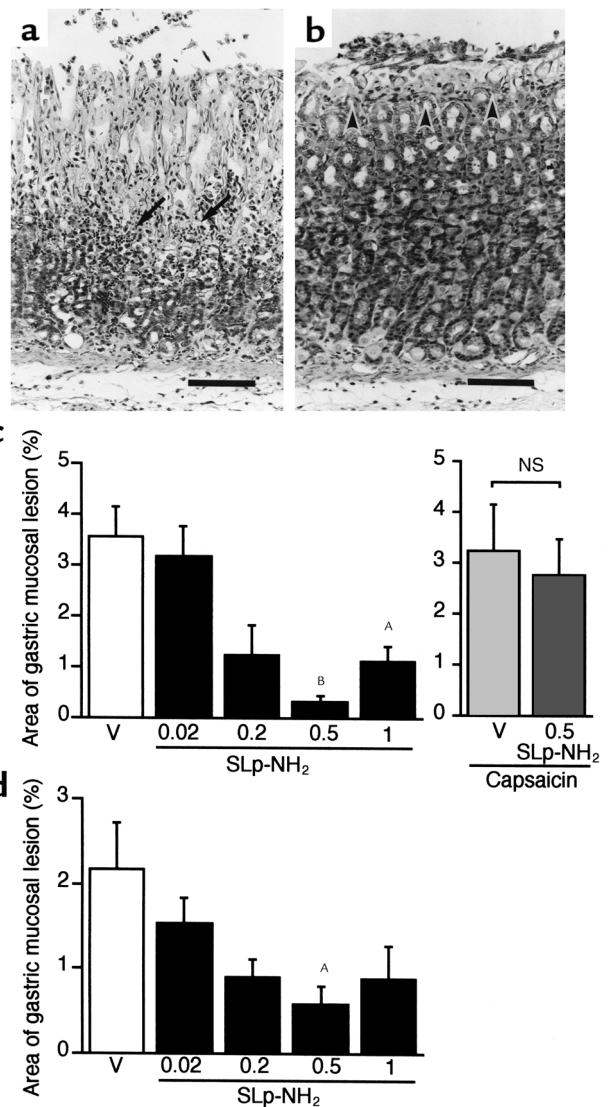 a
b
c
Area of gastric mucosal lesion (%)
5
4
3
2
1
0
A
B
V 0.02 0.2 0.5 1
SLp-NH₂
5
4
3
2
1
0
NS
V 0.5
SLp-NH₂
Capsaicin
d
Area of gastric mucosal lesion (%)
3
2
1
0
A
V 0.02 0.2 0.5 1
SLp-NH₂